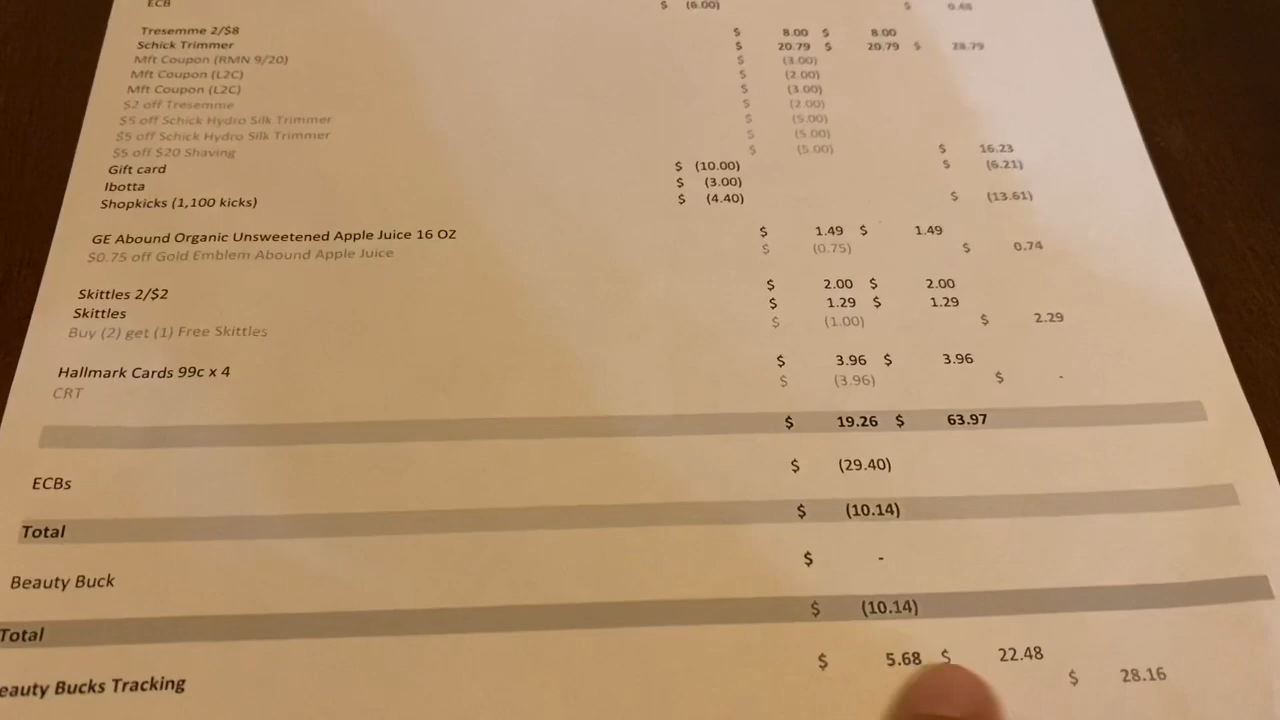 ECB $ (6.00) $ 0.48
Tresemme 2/$8 $ 8.00 $ 8.00
Schick Trimmer $ 20.79 $ 20.79 $ 28.79
Mft Coupon (RMN 9/20) $ (3.00)
Mft Coupon (L2C) $ (2.00)
Mft Coupon (L2C) $ (3.00)
$2 off Tresemme $ (2.00)
$5 off Schick Hydro Silk Trimmer $ (5.00)
$5 off Schick Hydro Silk Trimmer $ (5.00)
$5 off $20 Shaving $ (5.00) $ 16.23
Gift card $ (10.00) $ (6.21)
Ibotta $ (3.00)
Shopkicks (1,100 kicks) $ (4.40) $ (13.61)
GE Abound Organic Unsweetened Apple Juice 16 OZ $ 1.49 $ 1.49
$0.75 off Gold Emblem Abound Apple Juice $ (0.75) $ 0.74
Skittles 2/$2 $ 2.00 $ 2.00
Skittles $ 1.29 $ 1.29
Buy (2) get (1) Free Skittles $ (1.00) $ 2.29
Hallmark Cards 99c x 4 $ 3.96 $ 3.96
CRT $ (3.96) $ -
$ 19.26 $ 63.97
ECBs $ (29.40)
Total $ (10.14)
Beauty Buck $ -
Total $ (10.14)
eauty Bucks Tracking $ 5.68 $ 22.48 $ 28.16